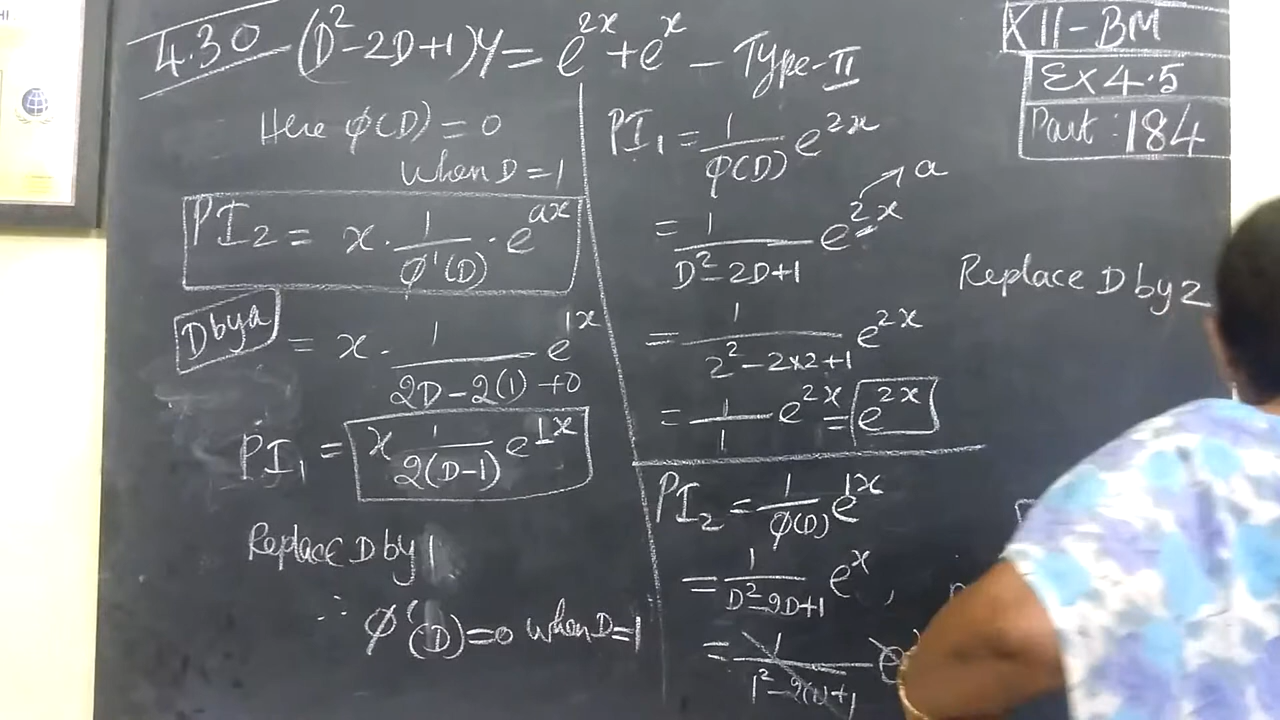 4.30 (D²-2D+1)y = e^{2x} + e^x - Type-II
XII-BM
Ex 4.5
Part: 184
Here φ(D) = 0
when D = 1
PI₂ = x · 1/φ'(D) · e^{ax}
D by a = x · 1/(2D-2(1)+0) e^{1x}
PI₁ = x 1/(2(D-1)) e^{1x}
Replace D by 1
∴ φ'(D) = 0 when D = 1
PI₁ = 1/φ(D) e^{2x}
= 1/(D²-2D+1) e^{2x} → a
Replace D by 2
= 1/(2²-2×2+1) e^{2x}
= 1/1 e^{2x} = e^{2x}
PI₂ = 1/φ(D) e^{1x}
= 1/(D²-2D+1) e^x ,
= 1/(1²-2(1)+1) e